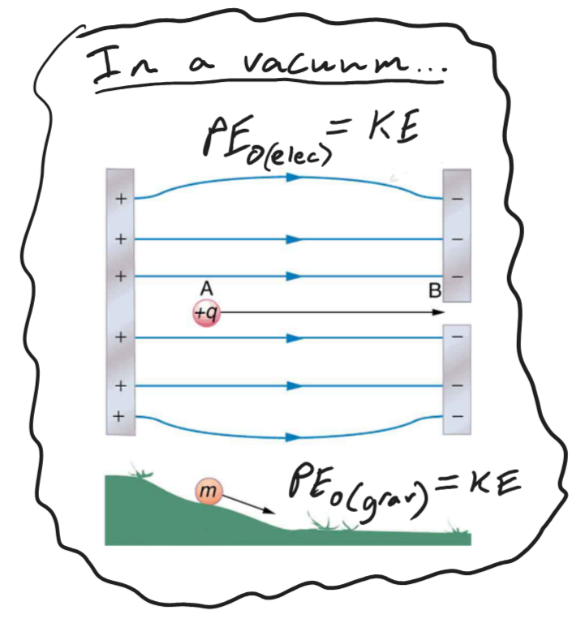 In a vacuum...
PE₀(elec) = KE
+ −
+ −
+ −
A B
+q
+ −
+ −
+ −
m PE₀(grav) = KE